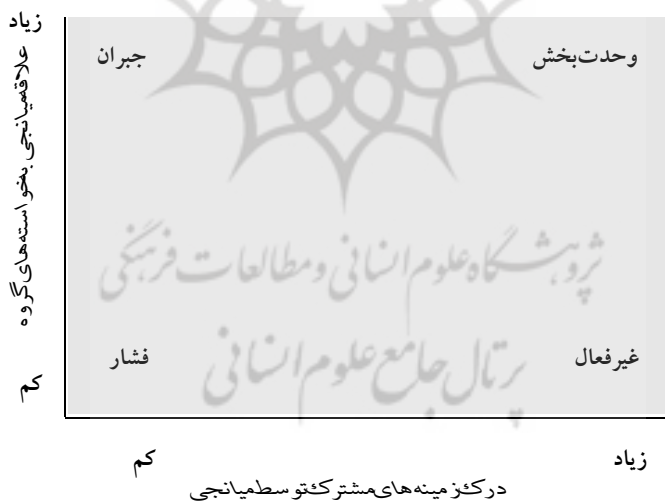 زیاد
وحدت‌بخش
جبران
علاقه‌میانجی به‌خواسته‌های‌گروه
پژوهشگاه علوم انسانی و مطالعات فرهنگی
پرتال جامع علوم انسانی
غیرفعال
فشار
کم
زیاد
کم
درک‌زمینه‌های‌مشترک‌توسط‌میانجی